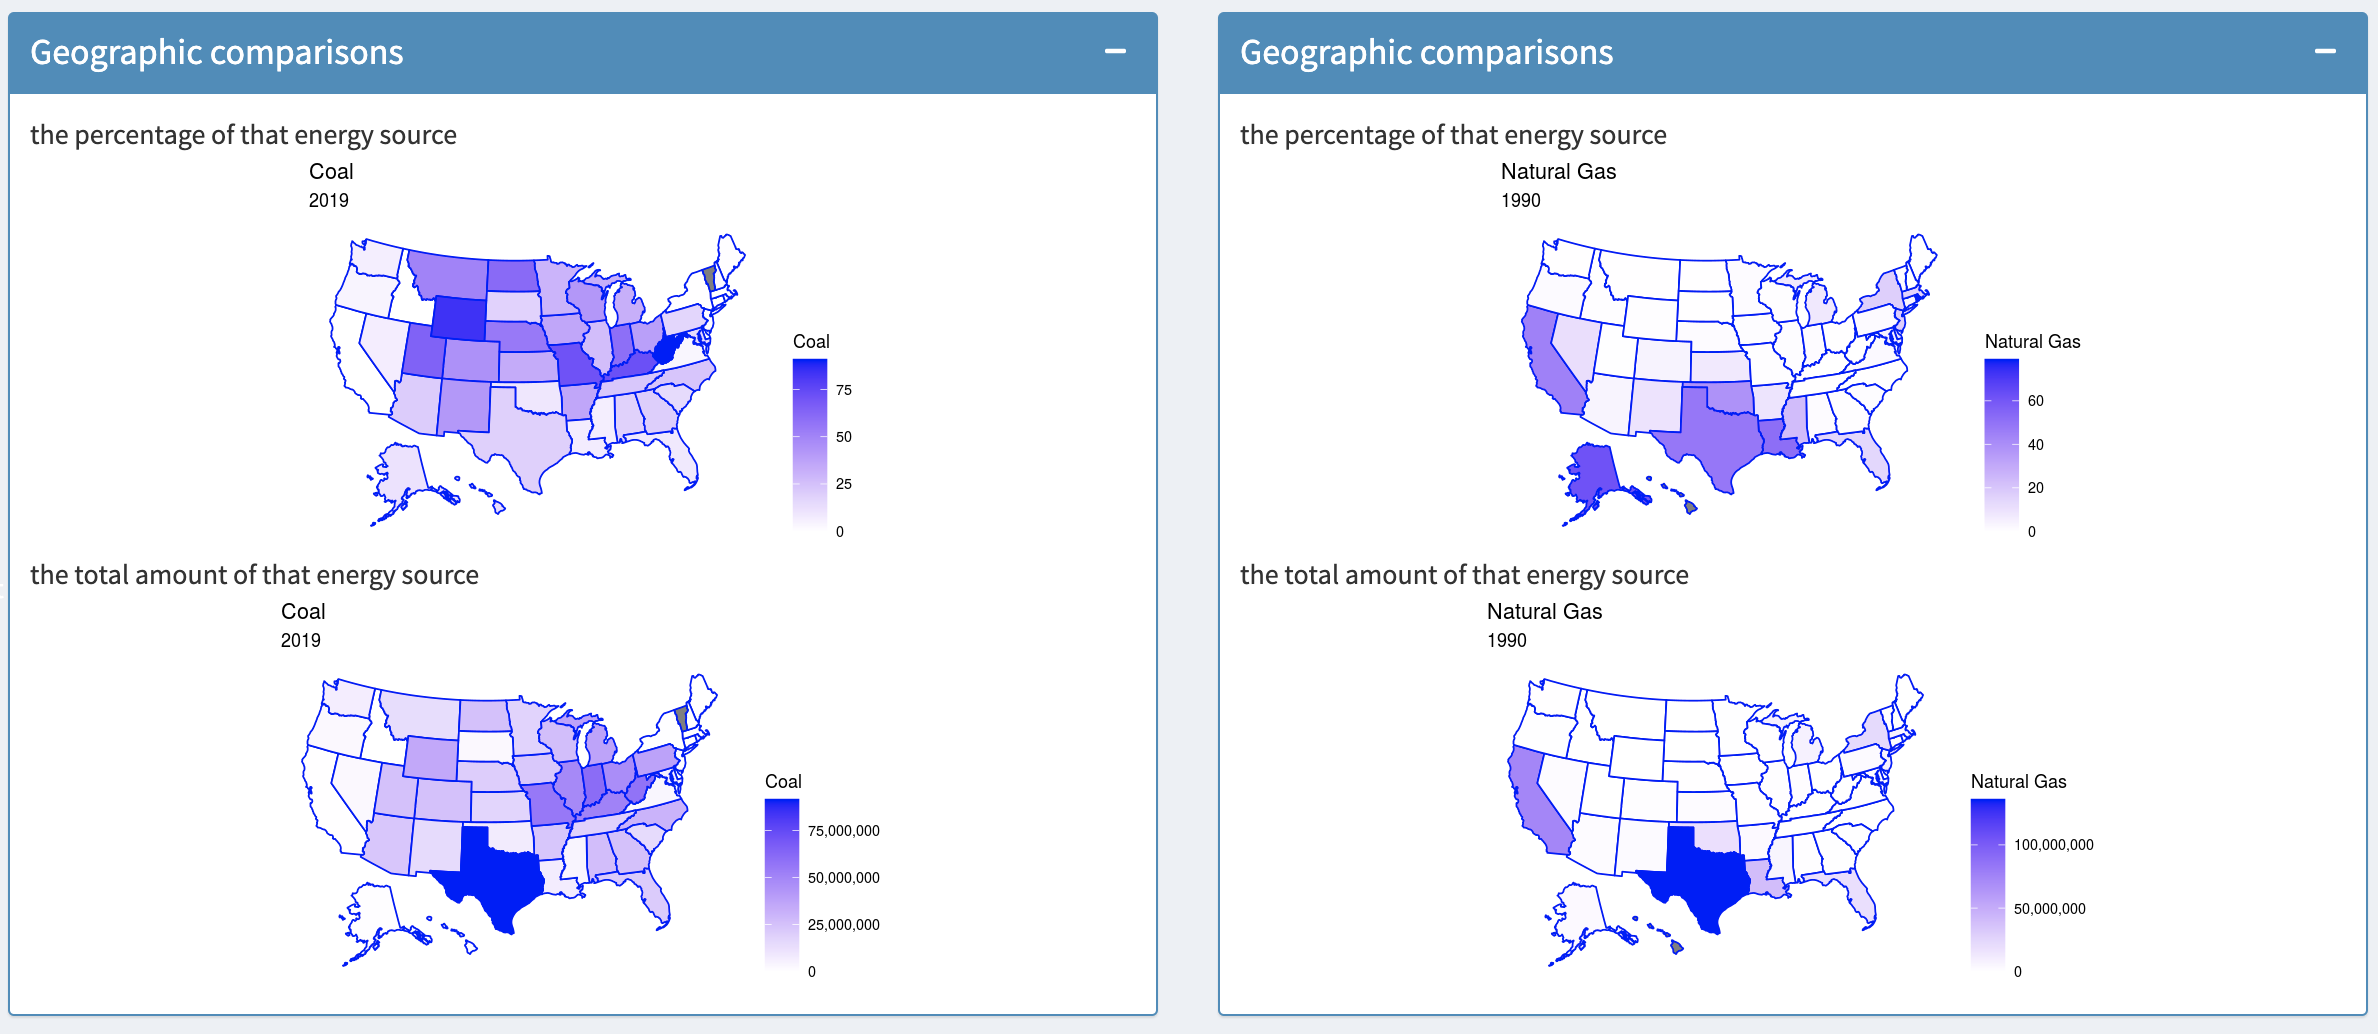 Geographic comparisons
the percentage of that energy source
Coal
2019
Coal
75
50
25
0
the total amount of that energy source
Coal
2019
Coal
75,000,000
50,000,000
25,000,000
0
Geographic comparisons
the percentage of that energy source
Natural Gas
1990
Natural Gas
60
40
20
0
the total amount of that energy source
Natural Gas
1990
Natural Gas
100,000,000
50,000,000
0